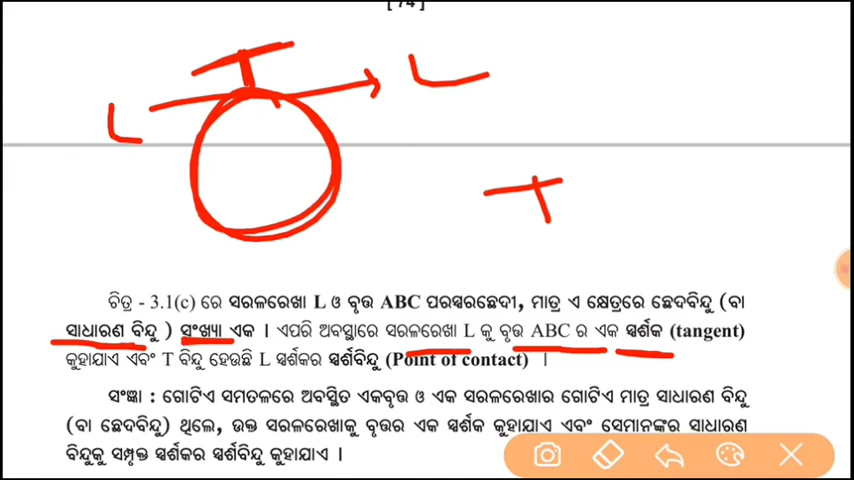 [ 74 ]
T
L
L
T
ଚିତ୍ର - 3.1(c) ରେ ସରଳରେଖା L ଓ ବୃତ୍ତ ABC ପରସ୍ପରଛେଦୀ, ମାତ୍ର ଏ କ୍ଷେତ୍ରରେ ଛେଦବିନ୍ଦୁ (ବା
ସାଧାରଣ ବିନ୍ଦୁ ) ସଂଖ୍ୟା ଏକ । ଏପରି ଅବସ୍ଥାରେ ସରଳରେଖା L କୁ ବୃତ୍ତ ABC ର ଏକ ସ୍ପର୍ଶକ (tangent)
କୁହାଯାଏ ଏବଂ T ବିନ୍ଦୁ ହେଉଛି L ସ୍ପର୍ଶକର ସ୍ପର୍ଶବିନ୍ଦୁ (Point of contact) ।
ସଂଜ୍ଞା : ଗୋଟିଏ ସମତଳରେ ଅବସ୍ଥିତ ଏକବୃତ୍ତ ଓ ଏକ ସରଳରେଖାର ଗୋଟିଏ ମାତ୍ର ସାଧାରଣ ବିନ୍ଦୁ
(ବା ଛେଦବିନ୍ଦୁ) ଥିଲେ, ଉକ୍ତ ସରଳରେଖାକୁ ବୃତ୍ତର ଏକ ସ୍ପର୍ଶକ କୁହାଯାଏ ଏବଂ ସେମାନଙ୍କର ସାଧାରଣ
ବିନ୍ଦୁକୁ ସମ୍ପୃକ୍ତ ସ୍ପର୍ଶକର ସ୍ପର୍ଶବିନ୍ଦୁ କୁହାଯାଏ ।